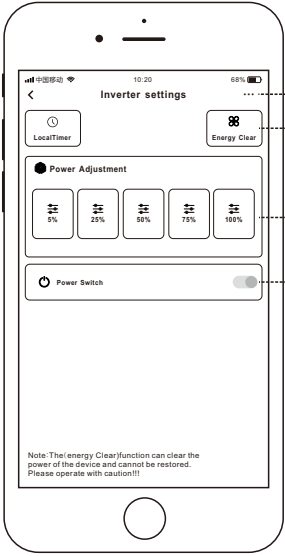 中国移动
10:20
68%
Inverter settings
LocalTimer
Energy Clear
Power Adjustment
5%
25%
50%
75%
100%
Power Switch
Note:The(energy Clear)function can clear the
power of the device and cannot be restored.
Please operate with caution!!!